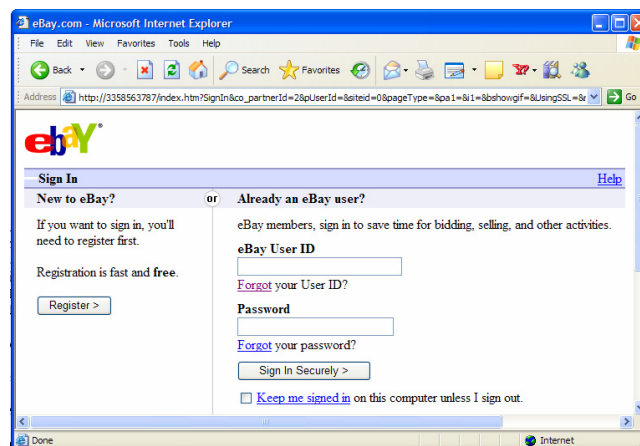 eBay.com - Microsoft Internet Explorer
File Edit View Favorites Tools Help
Back Search Favorites
Address http://3358563787/index.htm?SignIn&co_partnerId=2&pUserId=&siteid=0&pageType=&pa1=&i1=&bshowgif=&UsingSSL=& Go
ebaY®
Sign In Help
New to eBay? or Already an eBay user?
If you want to sign in, you'll
need to register first.
Registration is fast and free.
Register >
eBay members, sign in to save time for bidding, selling, and other activities.
eBay User ID
Forgot your User ID?
Password
Forgot your password?
Sign In Securely >
Keep me signed in on this computer unless I sign out.
Done Internet